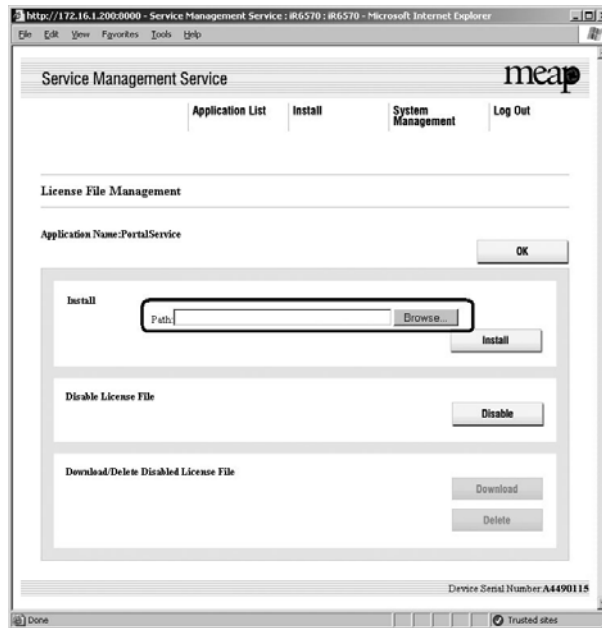 http://172.16.1.200:0000 - Service Management Service : iR6570 : iR6570 - Microsoft Internet Explorer
File Edit View Favorites Tools Help
Service Management Service
meap
Application List Install System Management Log Out
License File Management
Application Name:PortalService
OK
Install
Path: Browse...
Install
Disable License File
Disable
Download/Delete Disabled License File
Download
Delete
Device Serial Number:A4490115
Done Trusted sites